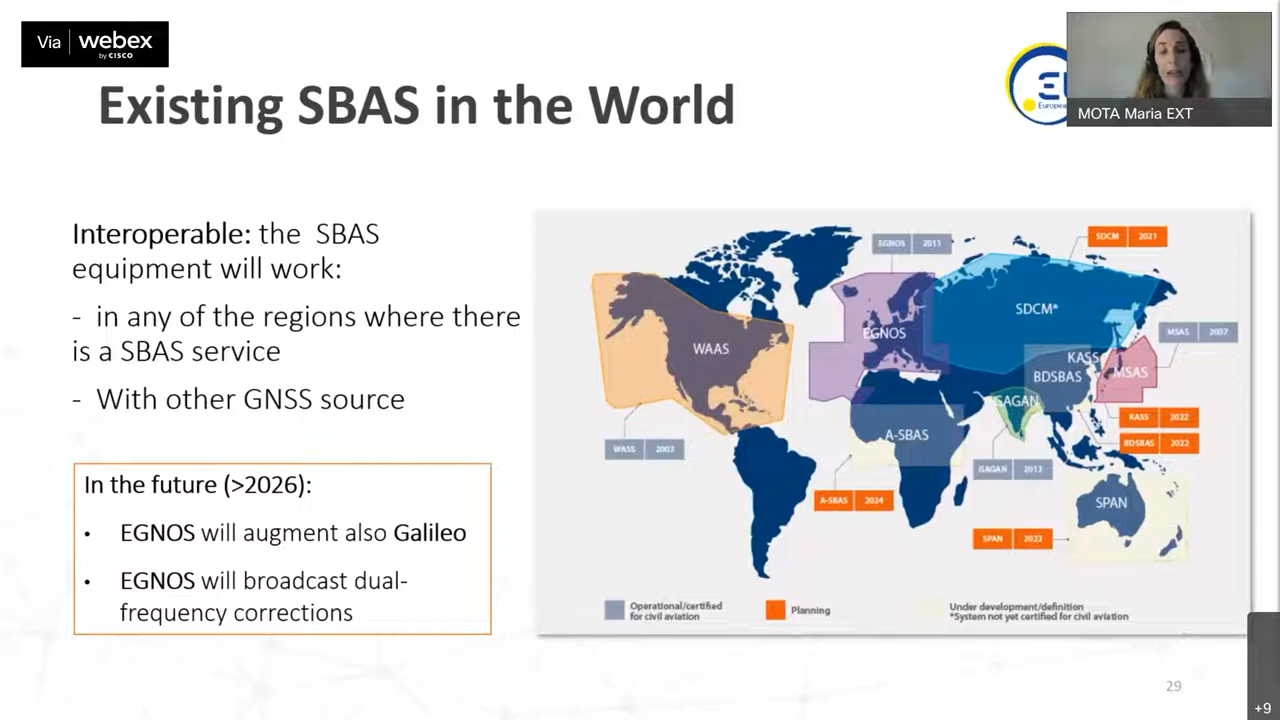 Via webex
by CISCO
Existing SBAS in the World
MOTA Maria EXT
Interoperable: the SBAS
equipment will work:
- in any of the regions where there
is a SBAS service
- With other GNSS source
In the future (>2026):
• EGNOS will augment also Galileo
• EGNOS will broadcast dual-
frequency corrections
EGNOS 2011
SDCM 2021
SDCM*
EGNOS
WAAS
MSAS 2007
KASS
BDSBAS
MSAS
GAGAN
A-SBAS
KASS 2022
BDSBAS 2022
WASS 2003
GAGAN 2013
A-SBAS 2024
SPAN
SPAN 2023
Operational/certified
for civil aviation
Planning
Under development/definition
*System not yet certified for civil aviation
29
+9